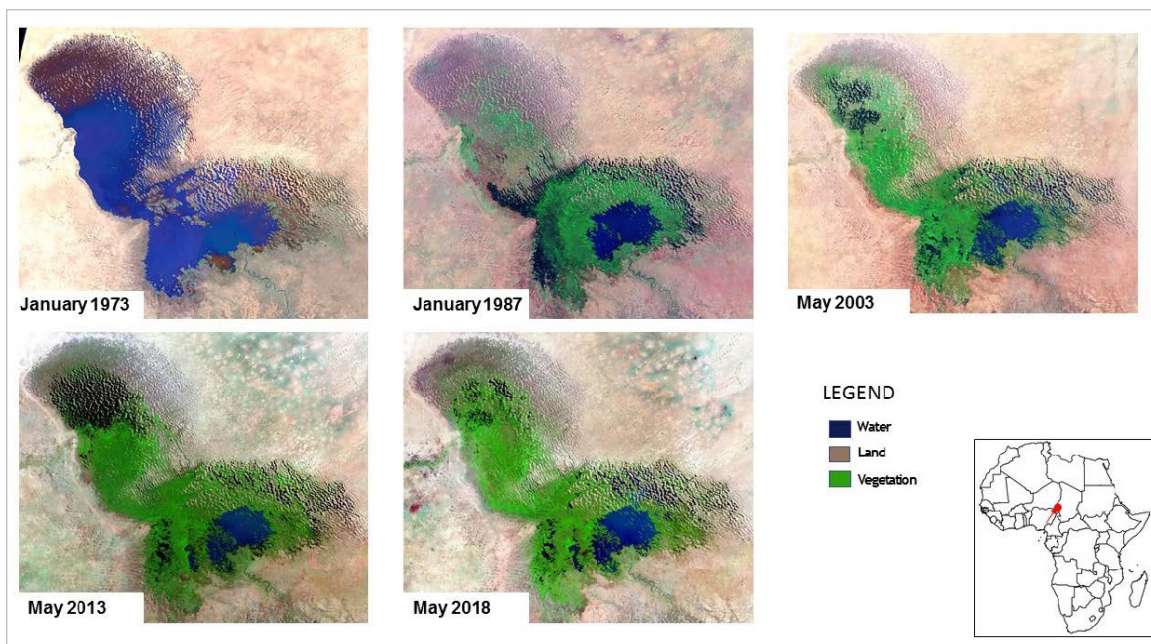 January 1973
January 1987
May 2003
May 2013
May 2018
LEGEND
Water
Land
Vegetation